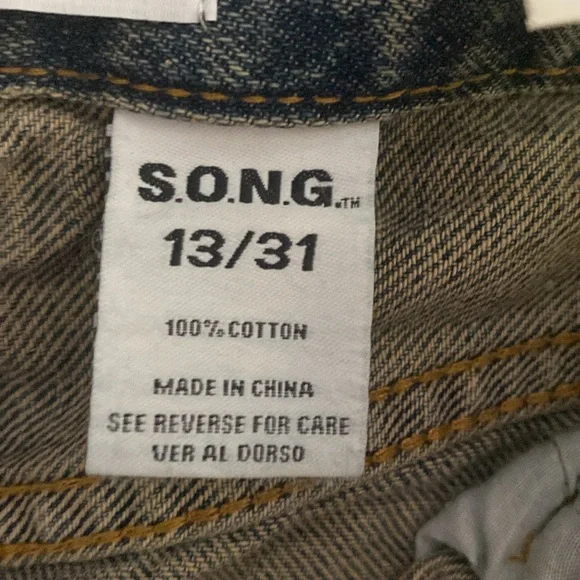 S.O.N.G.™
13/31
100% COTTON
MADE IN CHINA
SEE REVERSE FOR CARE
VER AL DORSO